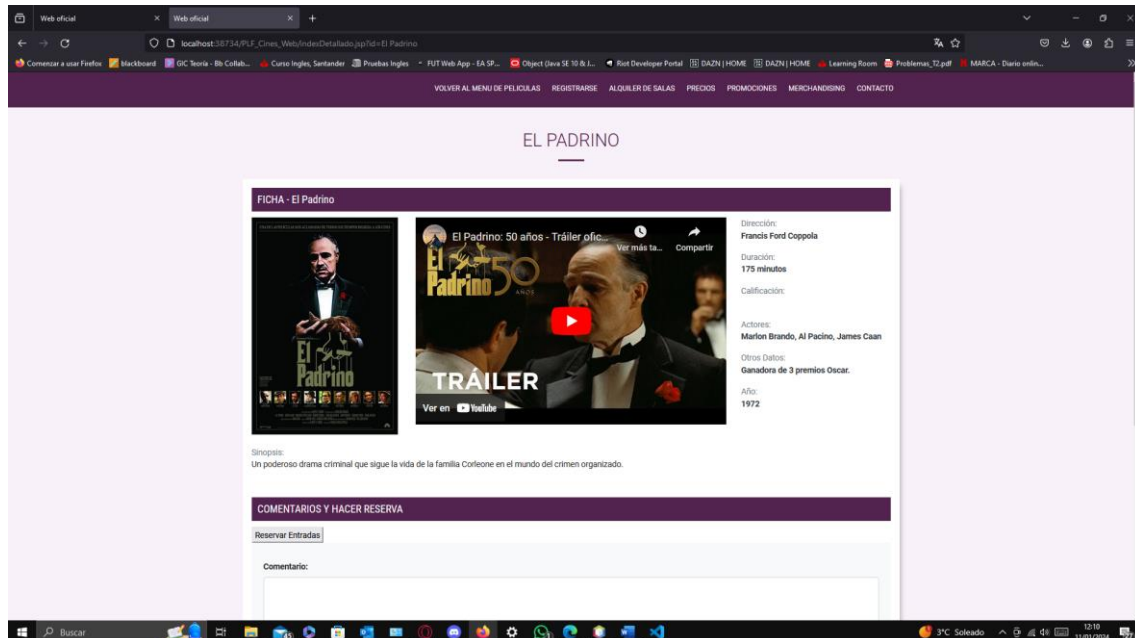 Web oficial
Web oficial
localhost:38734/PLF_Cines_Web/indexDetallado.jsp?id=El Padrino
Comenzar a usar Firefox
blackboard
GIC Teoría - Bb Collab...
Curso Ingles, Santander
Pruebas Ingles
FUT Web App - EA SP...
Object (Java SE 10 & J...
Riot Developer Portal
DAZN | HOME
DAZN | HOME
Learning Room
Problemas_T2.pdf
MARCA - Diario onlin...
VOLVER AL MENU DE PELICULAS
REGISTRARSE
ALQUILER DE SALAS
PRECIOS
PROMOCIONES
MERCHANDISING
CONTACTO
EL PADRINO
FICHA - El Padrino
El Padrino
El Padrino: 50 años - Tráiler ofic...
Ver más ta...
Compartir
El Padrino 50 AÑOS
TRÁILER
Ver en YouTube
Dirección:
Francis Ford Coppola
Duración:
175 minutos
Calificación:
Actores:
Marlon Brando, Al Pacino, James Caan
Otros Datos:
Ganadora de 3 premios Oscar.
Año:
1972
Sinopsis:
Un poderoso drama criminal que sigue la vida de la familia Corleone en el mundo del crimen organizado.
COMENTARIOS Y HACER RESERVA
Reservar Entradas
Comentario:
Buscar
3°C Soleado
12:10
11/01/2024